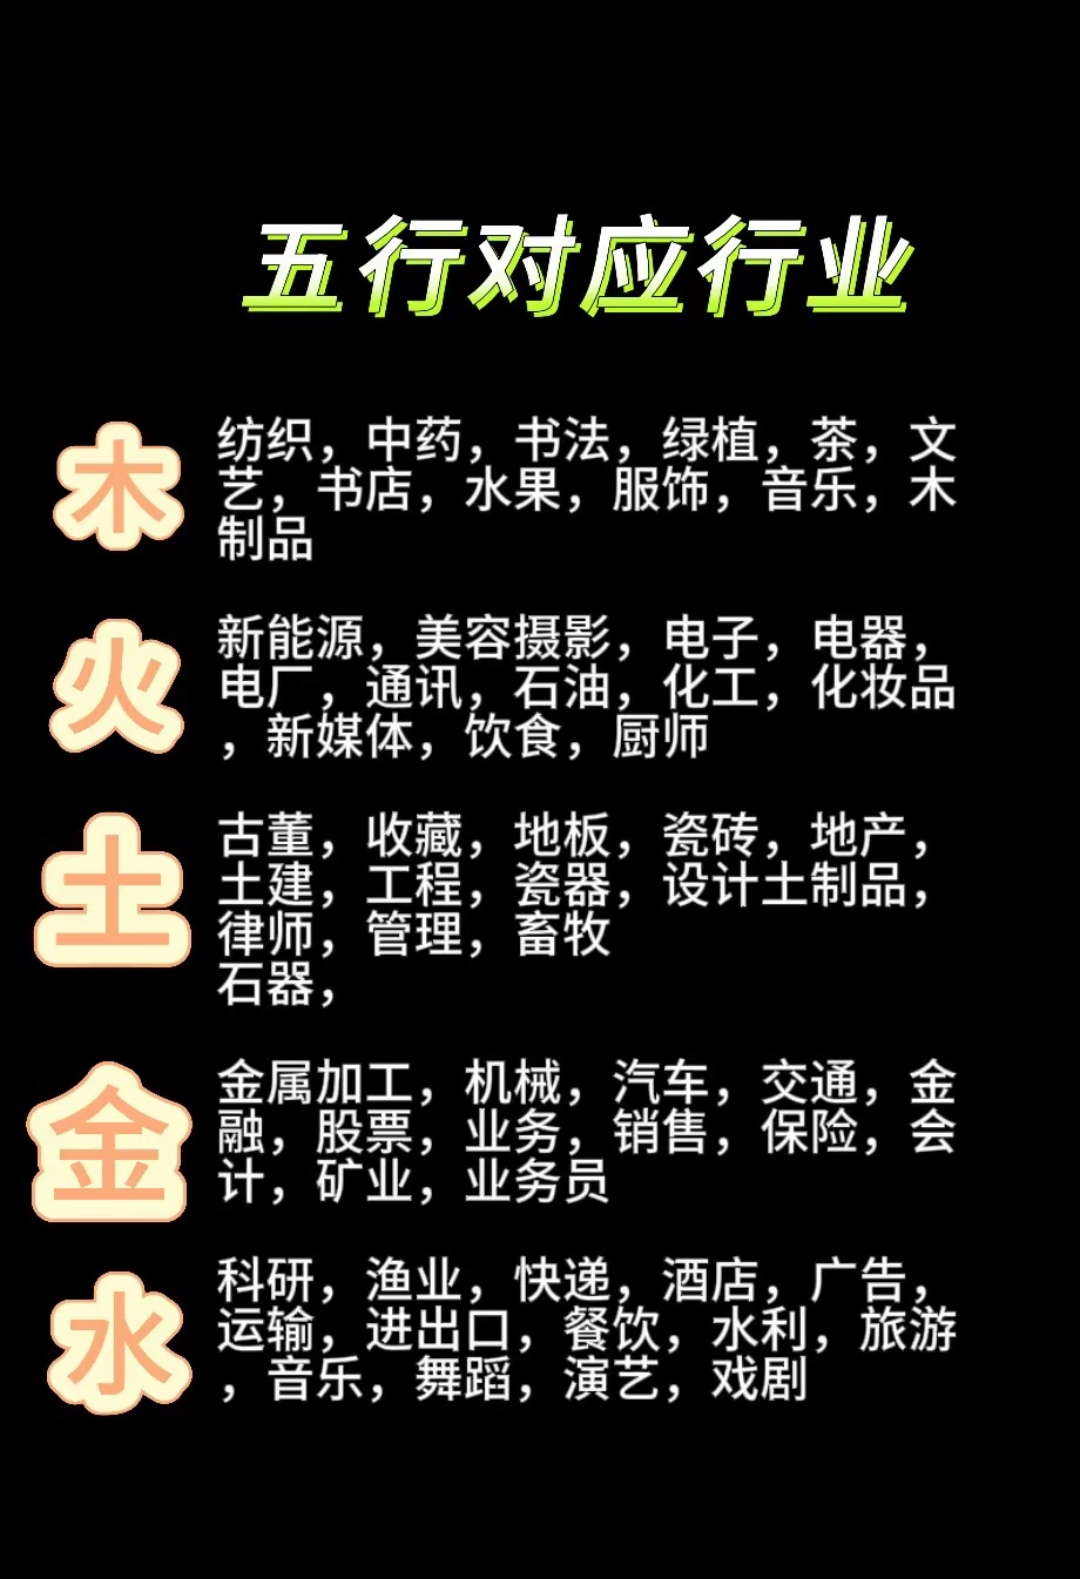 五行对应行业
木
纺织，中药，书法，绿植，茶，文
艺，书店，水果，服饰，音乐，木
制品
火
新能源，美容摄影，电子，电器，
电厂，通讯，石油，化工，化妆品
，新媒体，饮食，厨师
土
古董，收藏，地板，瓷砖，地产，
土建，工程，瓷器，设计土制品，
律师，管理，畜牧
石器，
金
金属加工，机械，汽车，交通，金
融，股票，业务，销售，保险，会
计，矿业，业务员
水
科研，渔业，快递，酒店，广告，
运输，进出口，餐饮，水利，旅游
，音乐，舞蹈，演艺，戏剧